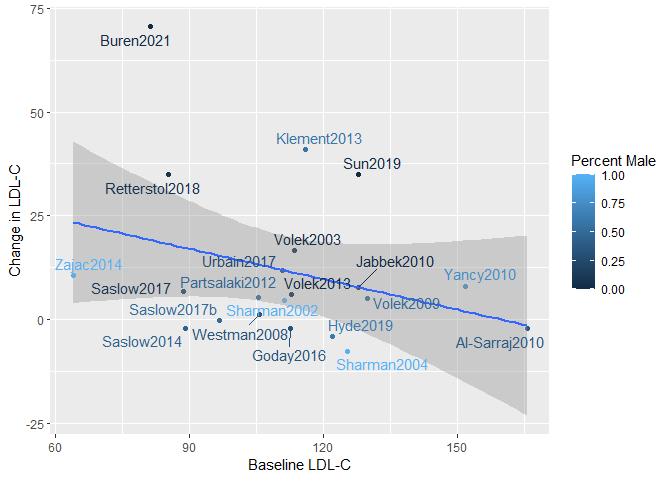 75
Buren2021
50
Klement2013
Percent Male
1.00
Sun2019
Retterstol2018
0.75
0.50
25
0.25
Volek2003
Urbain2017
Jabbek2010
0.00
Zajac2014
Yancy2010
Saslow2017
Partsalaki2012
Volek2013
Volek2009
Saslow2017b
Sharman2002
0
Westman2008
Hyde2019
Saslow2014
Al-Sarraj2010
Goday2016
Sharman2004
-25
60
90
120
150
Baseline LDL-C
Change in LDL-C